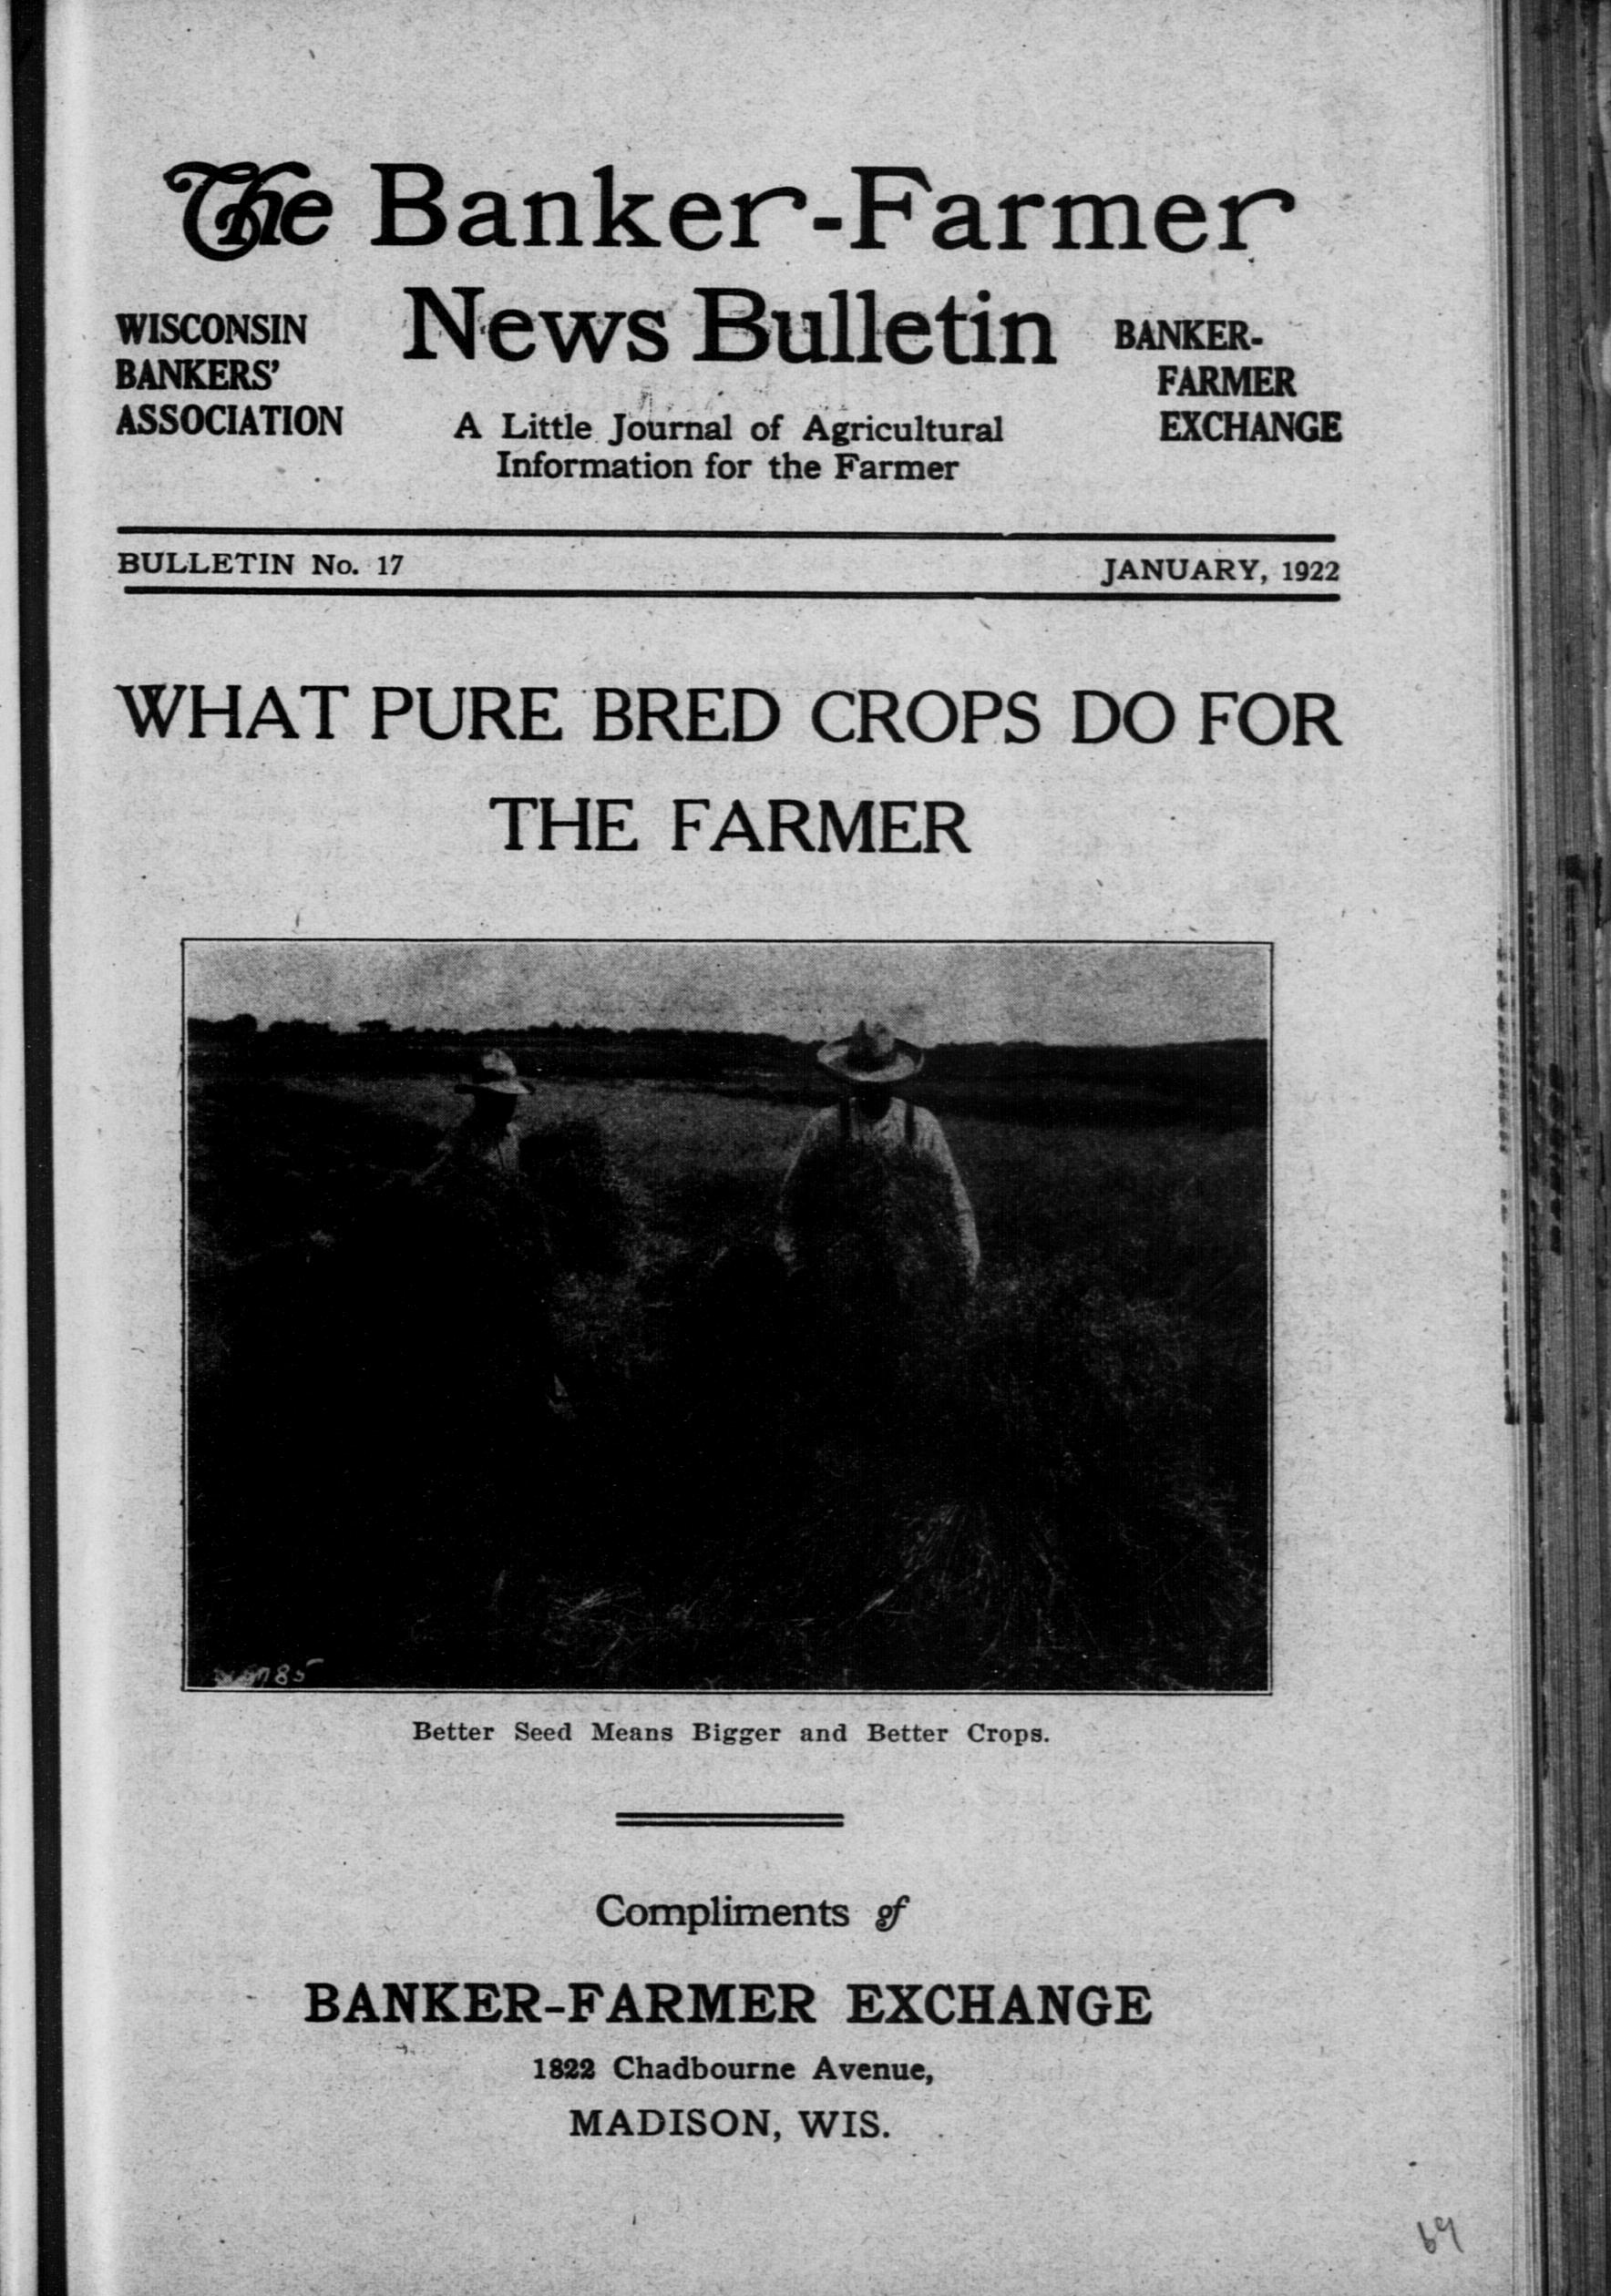 The Banker-Farmer
News Bulletin
WISCONSIN
BANKERS'
ASSOCIATION
A Little Journal of Agricultural
Information for the Farmer
BANKER-
FARMER
EXCHANGE
BULLETIN No. 17
JANUARY, 1922
WHAT PURE BRED CROPS DO FOR
THE FARMER
Better Seed Means Bigger and Better Crops.
Compliments of
BANKER-FARMER EXCHANGE
1822 Chadbourne Avenue,
MADISON, WIS.
69